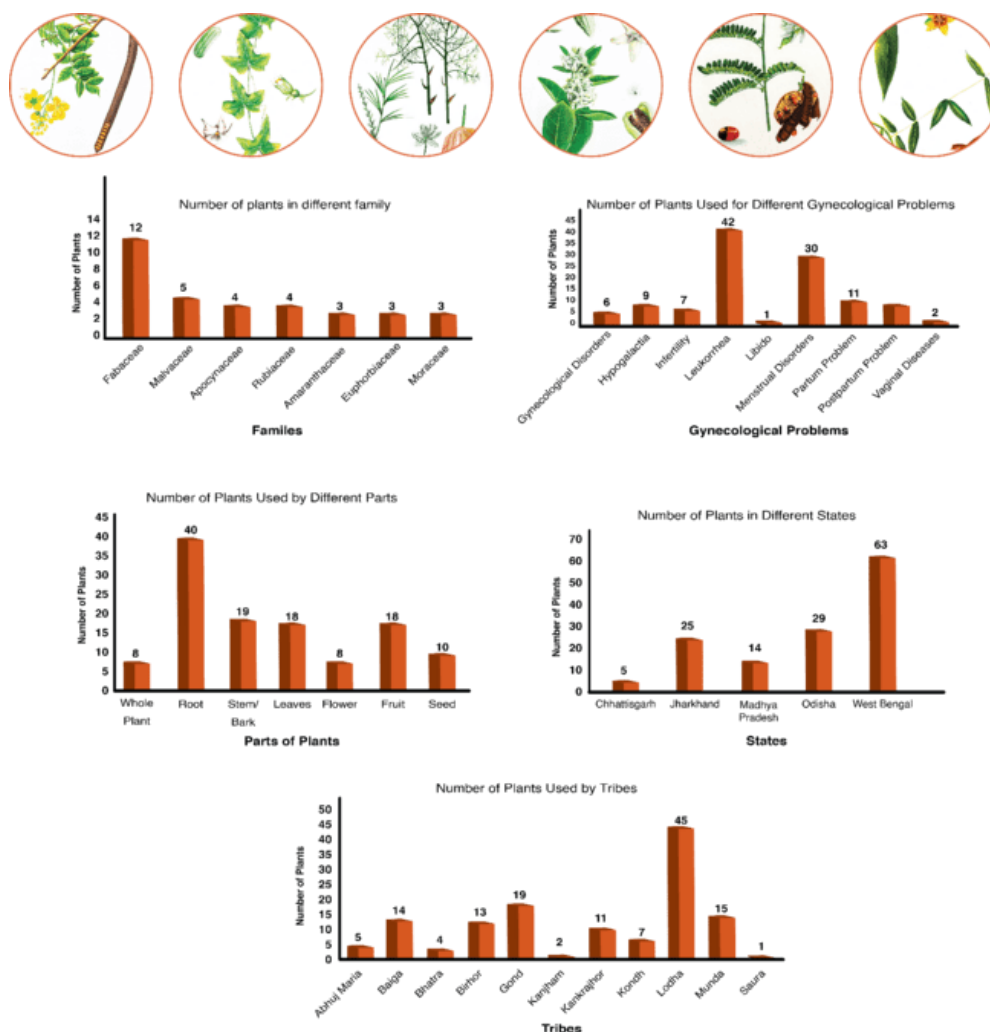 Number of plants in different family
Number of Plants
14
12
10
8
6
4
2
0
12
5
4
4
3
3
3
Fabaceae
Malvaceae
Apocynaceae
Rubiaceae
Amaranthaceae
Euphorbiaceae
Moraceae
Familes
Number of Plants Used for Different Gynecological Problems
Number of Plants
45
40
35
30
25
20
15
10
5
0
6
9
7
42
1
30
11
2
Gynecological Disorders
Hypogalactia
Infertility
Leukorrhea
Libido
Menstrual Disorders
Partum Problem
Postpartum Problem
Vaginal Diseases
Gynecological Problems
Number of Plants Used by Different Parts
Number of Plants
45
40
35
30
25
20
15
10
5
0
8
40
19
18
8
18
10
Whole
Plant
Root
Stem/
Bark
Leaves
Flower
Fruit
Seed
Parts of Plants
Number of Plants in Different States
Number of Plants
70
60
50
40
30
20
10
0
5
25
14
29
63
Chhattisgarh
Jharkhand
Madhya
Pradesh
Odisha
West Bengal
States
Number of Plants Used by Tribes
Number of Plants
50
45
40
35
30
25
20
15
10
5
0
5
14
4
13
19
2
11
7
45
15
1
Abhuj Maria
Baiga
Bhatra
Birhor
Gond
Kanjham
Kankrajhor
Kondh
Lodha
Munda
Saura
Tribes